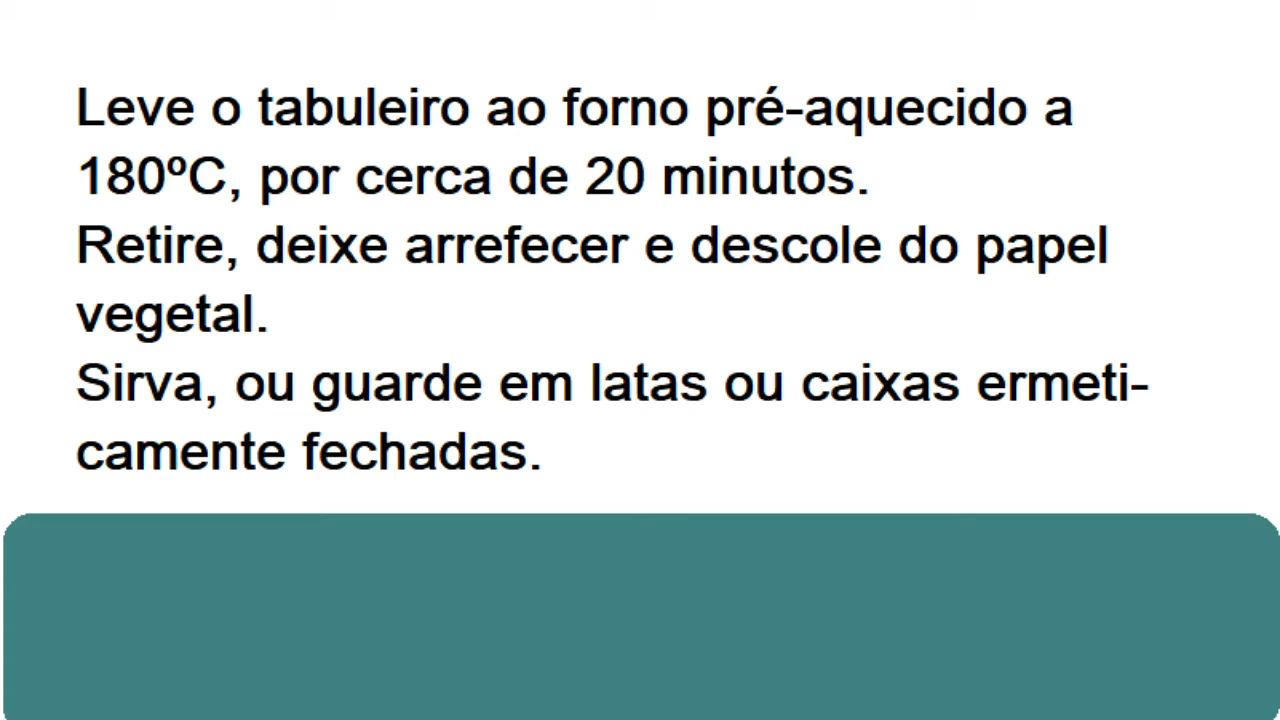 Leve o tabuleiro ao forno pré-aquecido a
180ºC, por cerca de 20 minutos.
Retire, deixe arrefecer e descole do papel
vegetal.
Sirva, ou guarde em latas ou caixas ermeti-
camente fechadas.